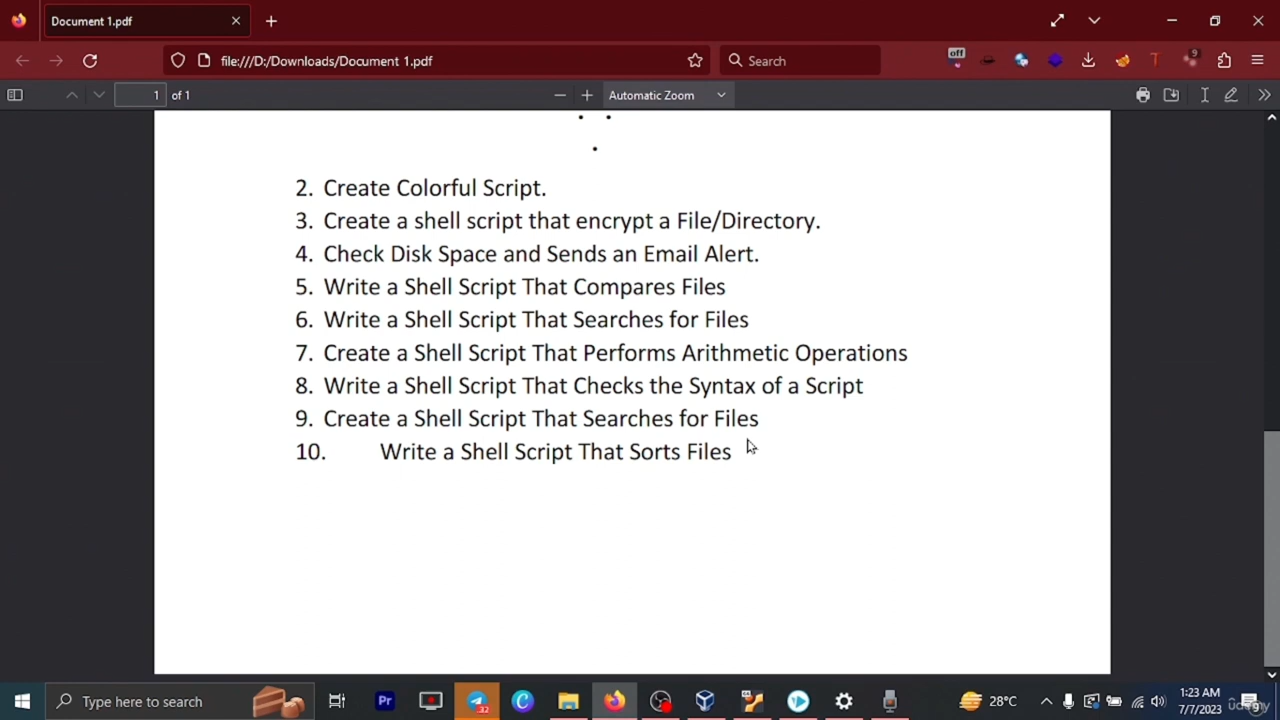 Document 1.pdf
file:///D:/Downloads/Document 1.pdf
Search
off
9
1 of 1
Automatic Zoom
2. Create Colorful Script.
3. Create a shell script that encrypt a File/Directory.
4. Check Disk Space and Sends an Email Alert.
5. Write a Shell Script That Compares Files
6. Write a Shell Script That Searches for Files
7. Create a Shell Script That Performs Arithmetic Operations
8. Write a Shell Script That Checks the Syntax of a Script
9. Create a Shell Script That Searches for Files
10. Write a Shell Script That Sorts Files
Type here to search
Pr
32
28°C
1:23 AM
7/7/2023